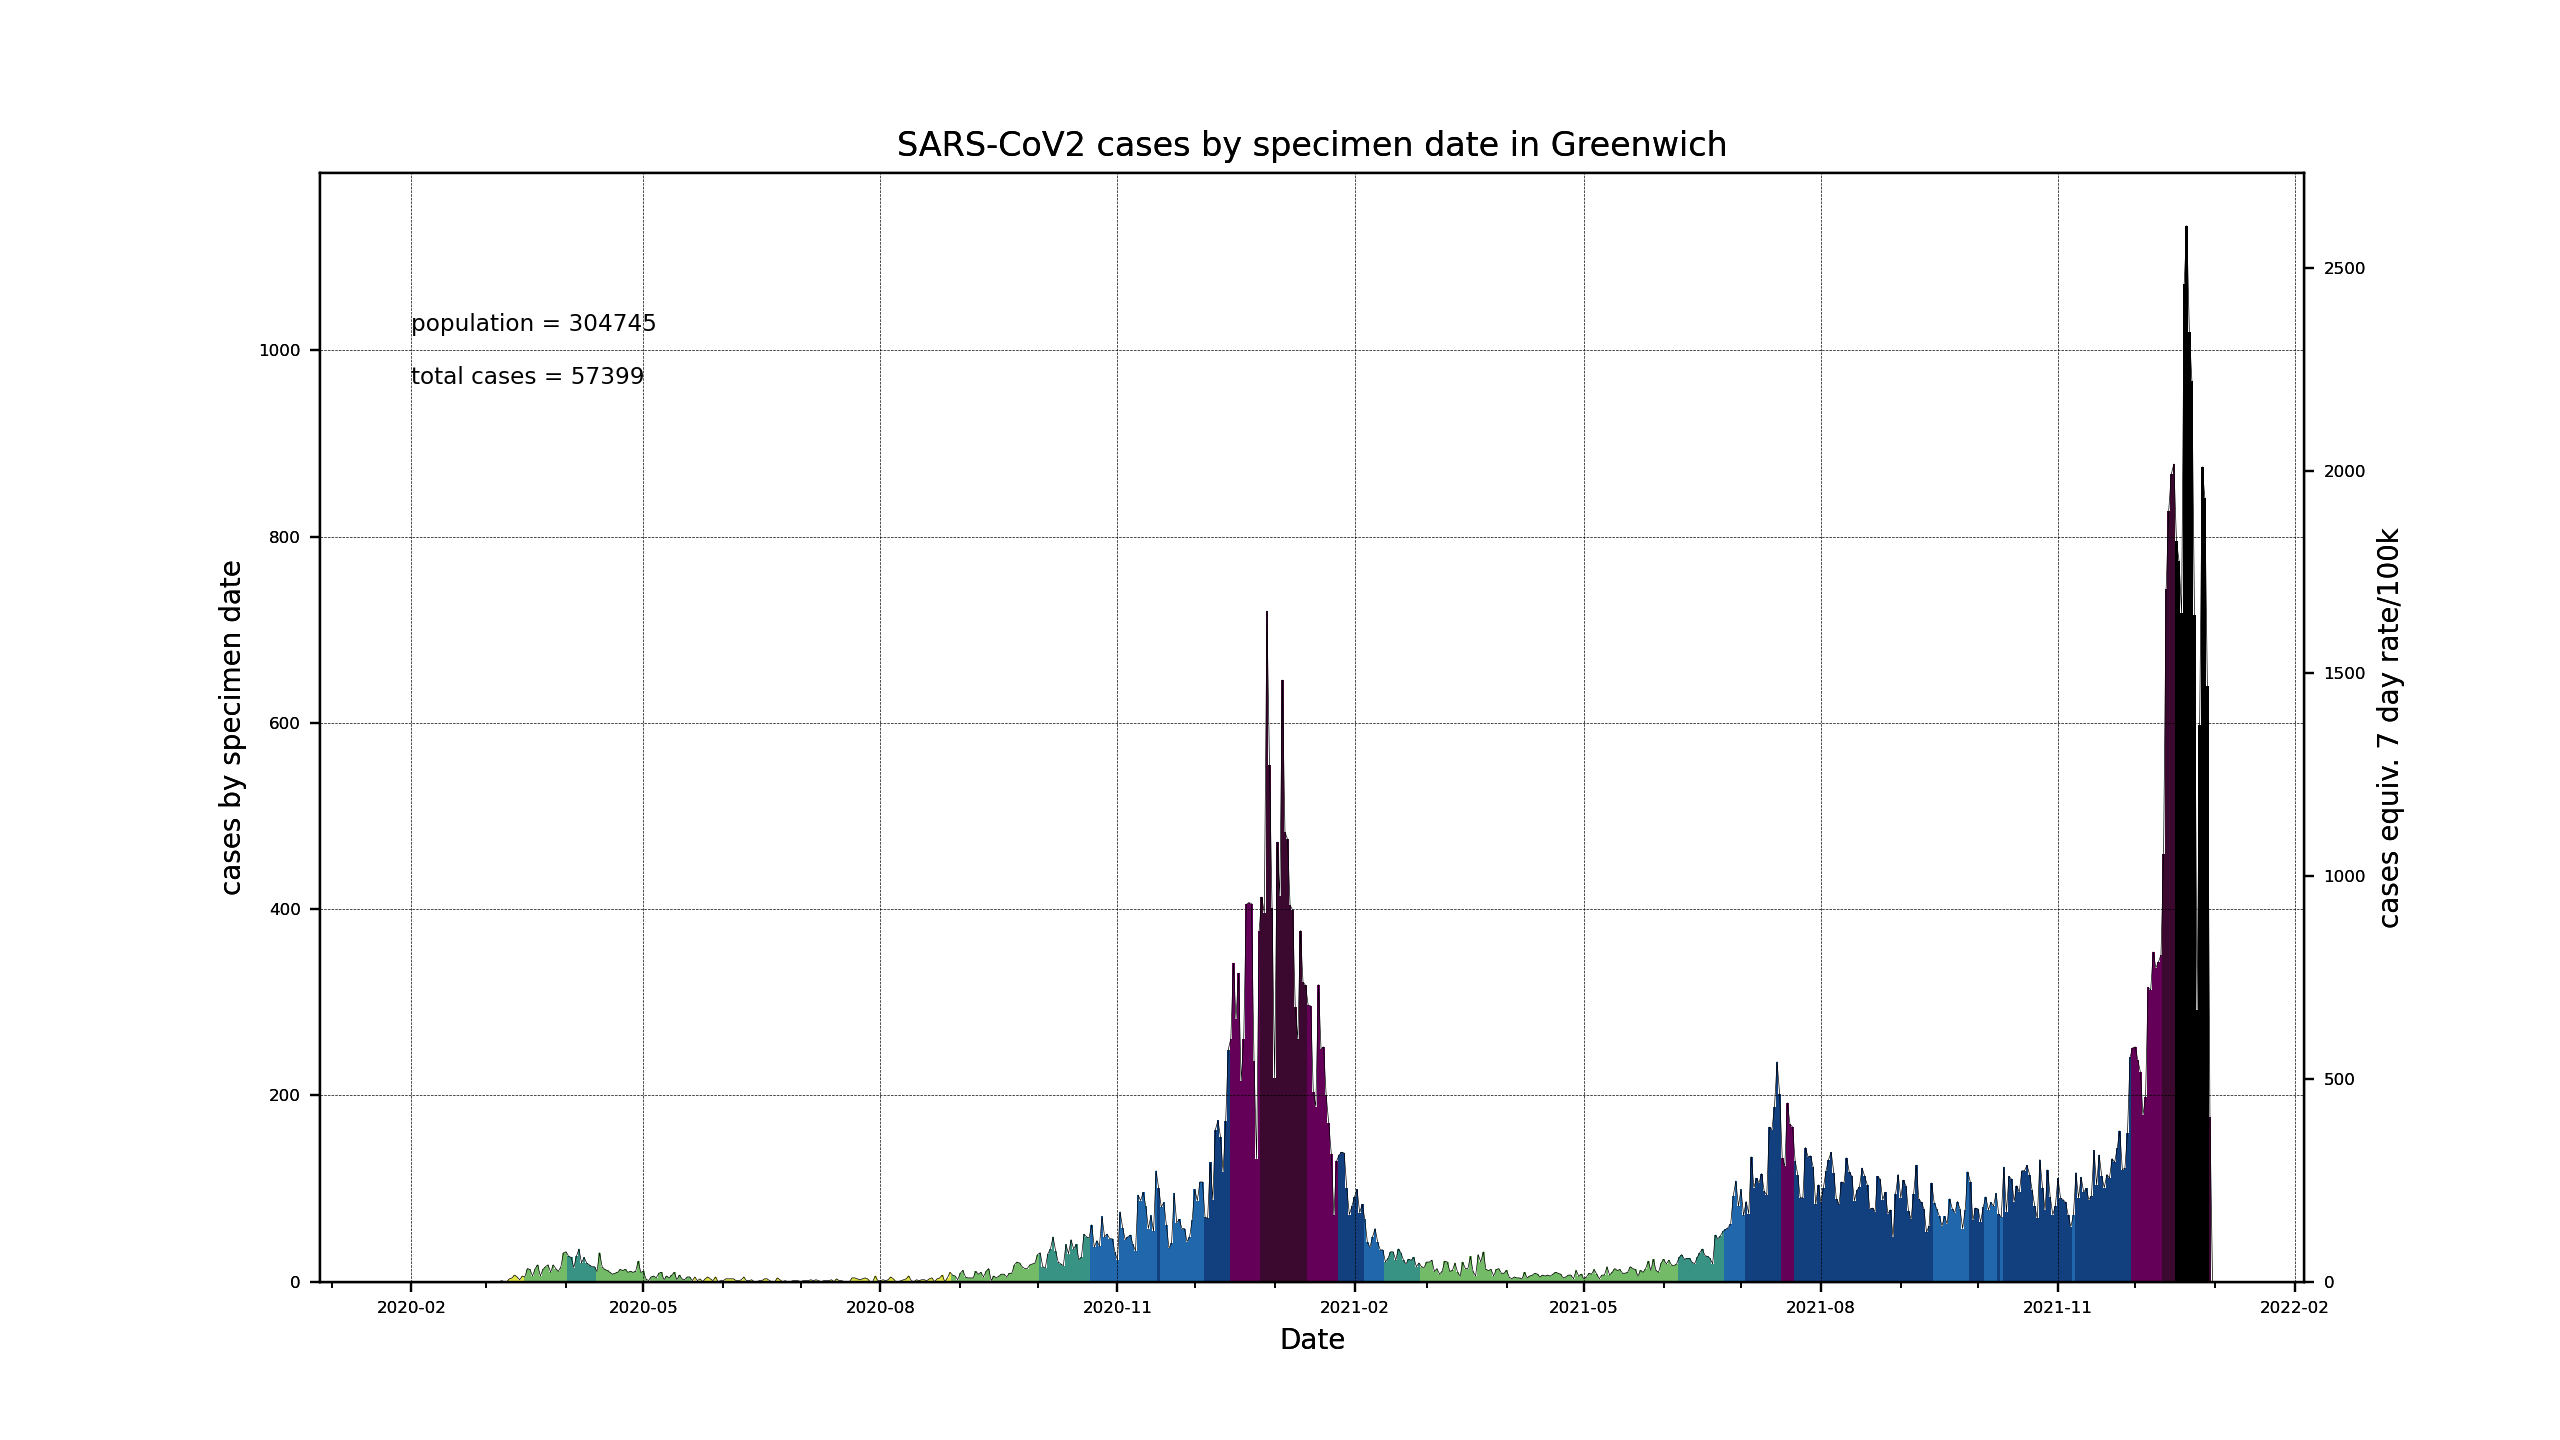 SARS-CoV2 cases by specimen date in Greenwich
population = 304745
total cases = 57399
cases by specimen date
1000
800
600
400
200
0
2500
2000
1500
1000
500
0
cases equiv. 7 day rate/100k
2020-02 2020-05 2020-08 2020-11 2021-02 2021-05 2021-08 2021-11 2022-02
Date